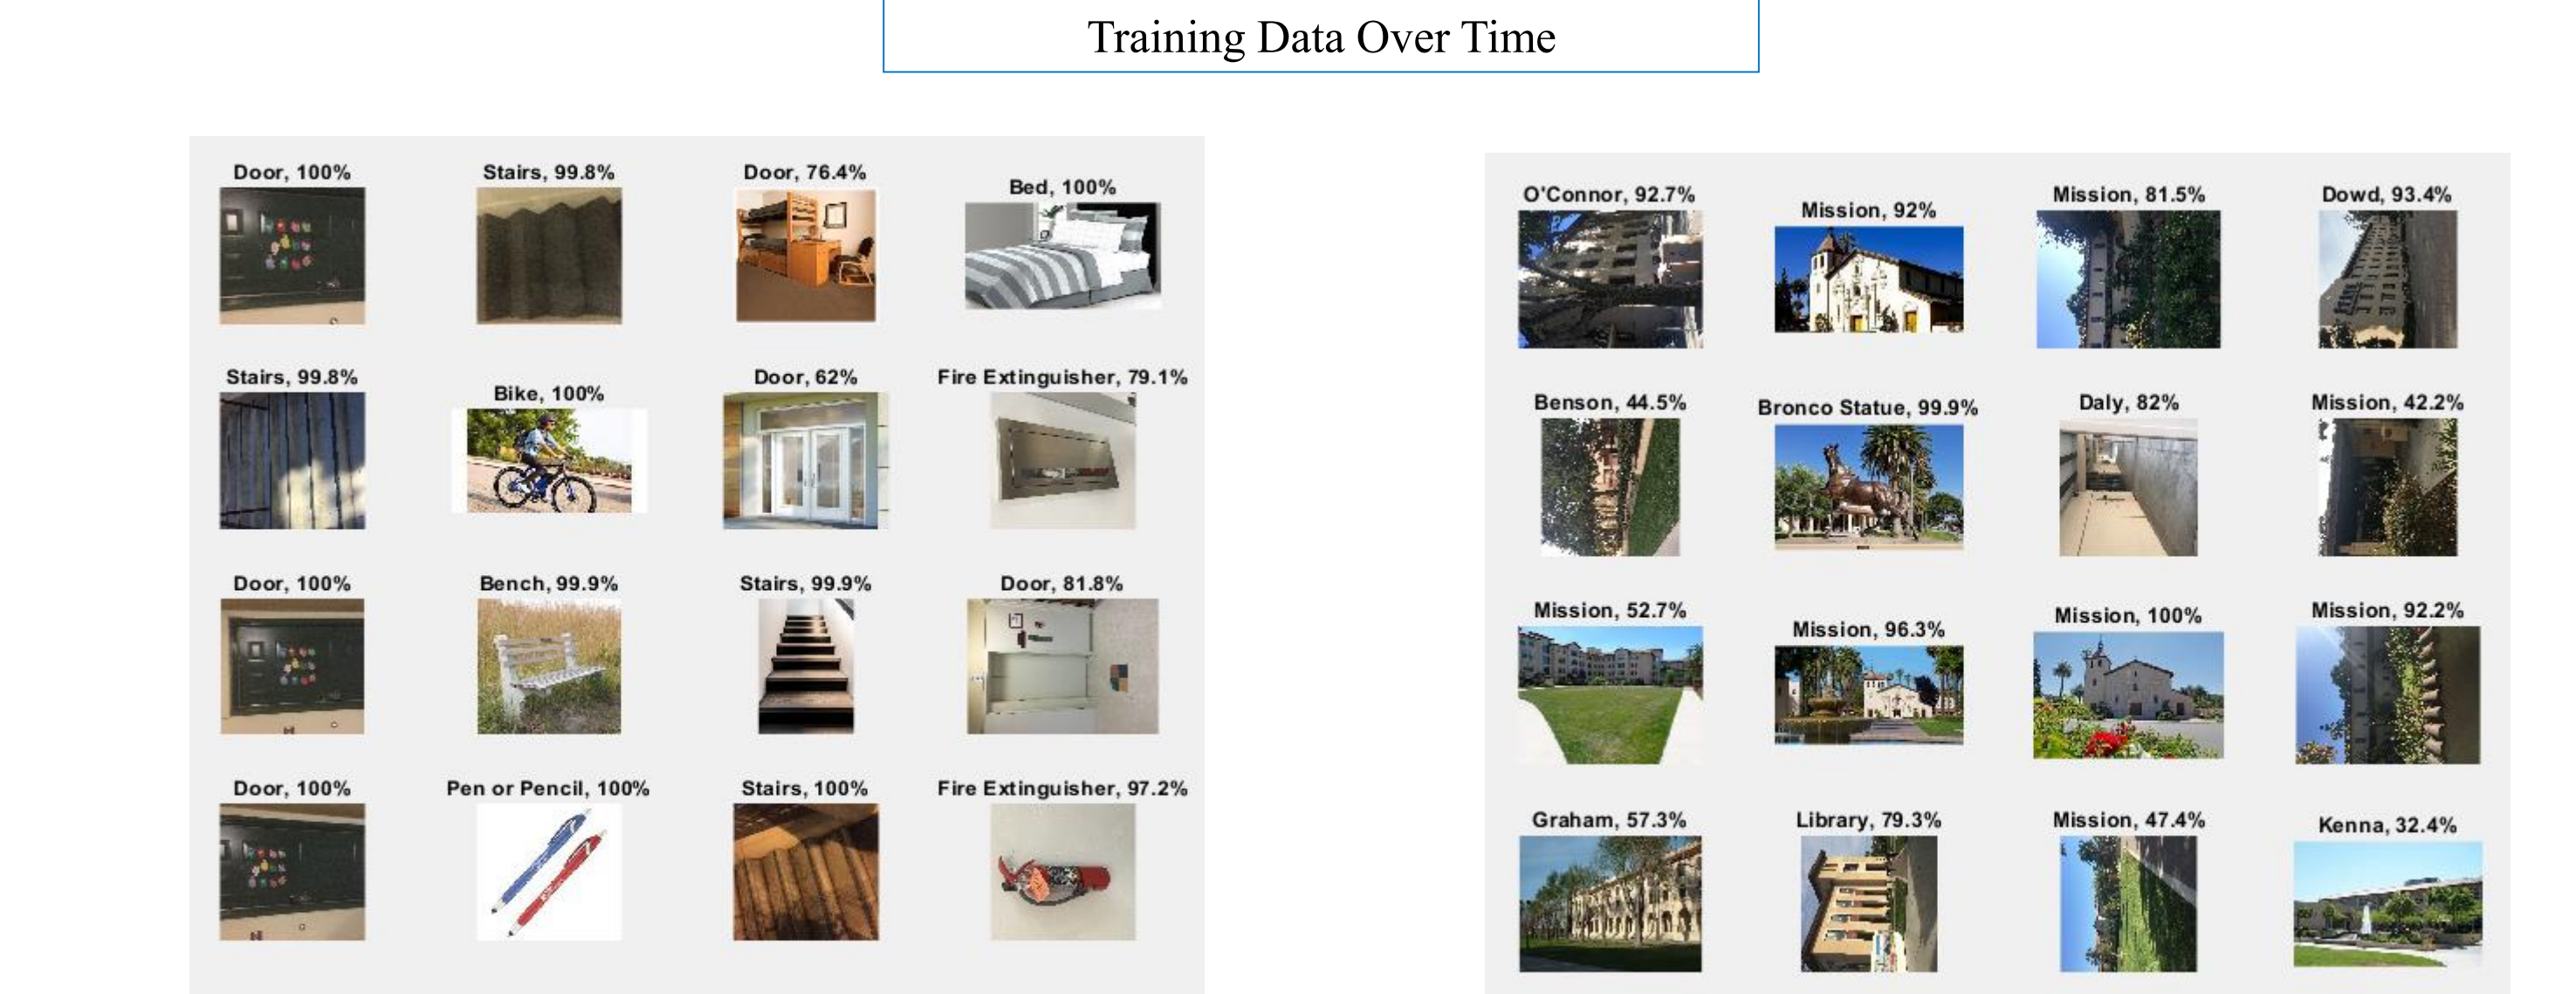 Training Data Over Time
Door, 100%
Stairs, 99.8%
Door, 76.4%
Bed, 100%
Stairs, 99.8%
Bike, 100%
Door, 62%
Fire Extinguisher, 79.1%
Door, 100%
Bench, 99.9%
Stairs, 99.9%
Door, 81.8%
Door, 100%
Pen or Pencil, 100%
Stairs, 100%
Fire Extinguisher, 97.2%
O'Connor, 92.7%
Mission, 92%
Mission, 81.5%
Dowd, 93.4%
Benson, 44.5%
Bronco Statue, 99.9%
Daly, 82%
Mission, 42.2%
Mission, 52.7%
Mission, 96.3%
Mission, 100%
Mission, 92.2%
Graham, 57.3%
Library, 79.3%
Mission, 47.4%
Kenna, 32.4%